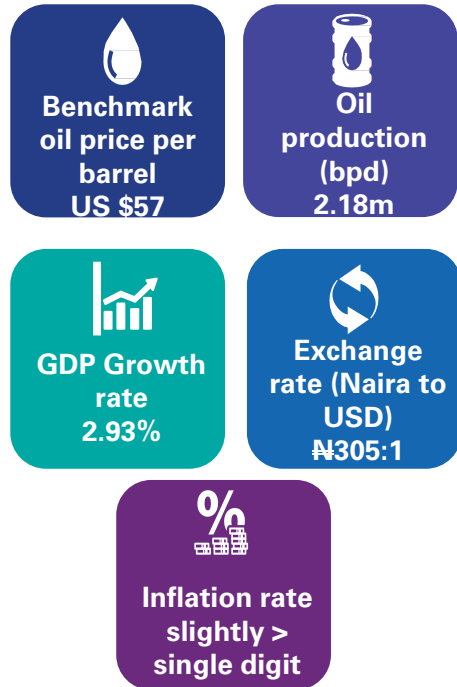 Benchmark
oil price per
barrel
US $57
Oil
production
(bpd)
2.18m
GDP Growth
rate
2.93%
Exchange
rate (Naira to
USD)
₦305:1
%
Inflation rate
slightly >
single digit